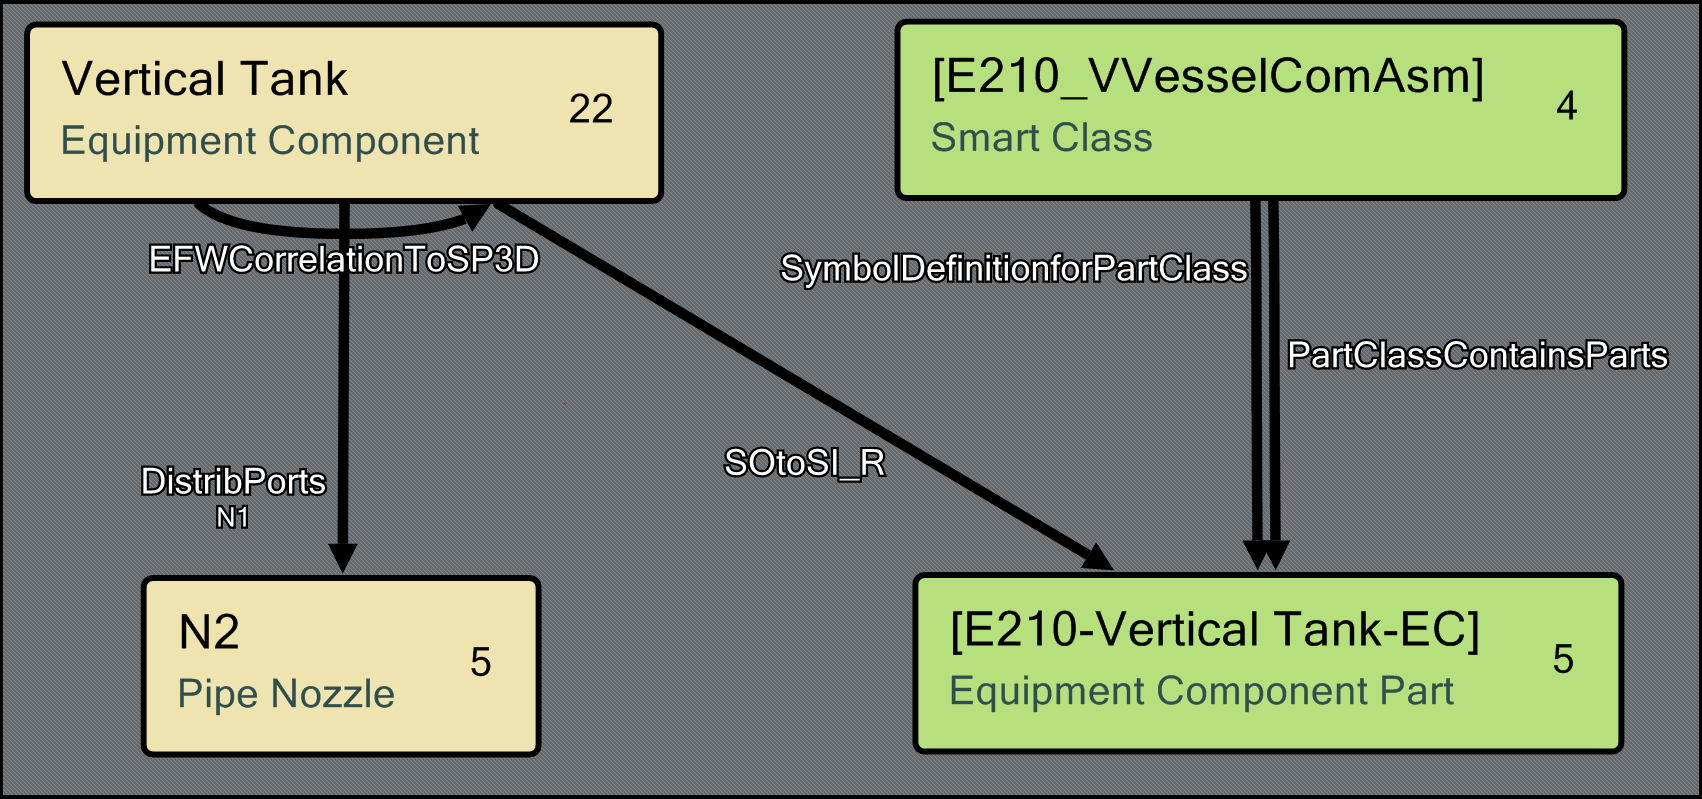 Vertical Tank
22
Equipment Component
[E210_VVesselComAsm]
4
Smart Class
EFWCorrelationToSP3D
SymbolDefinitionforPartClass
PartClassContainsParts
SOtoSI_R
DistribPorts
N1
N2
5
Pipe Nozzle
[E210-Vertical Tank-EC]
5
Equipment Component Part